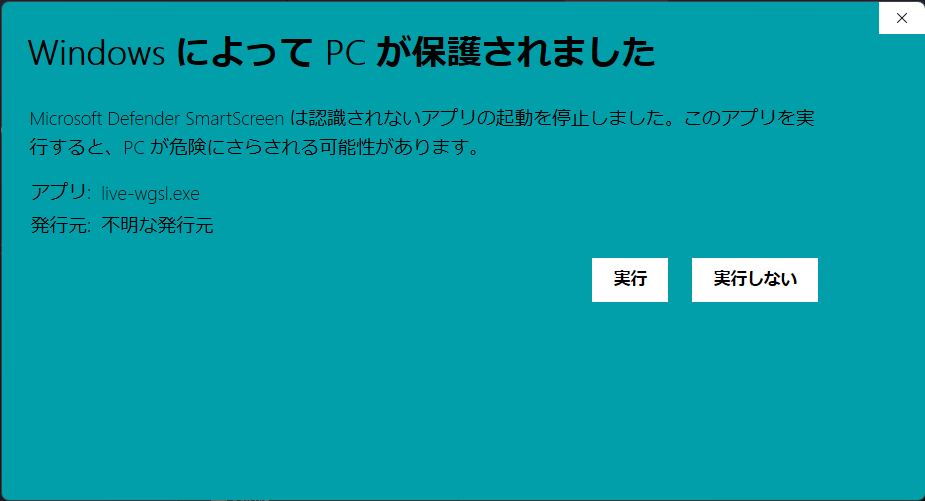 Windows によって PC が保護されました
Microsoft Defender SmartScreen は認識されないアプリの起動を停止しました。このアプリを実
行すると、PC が危険にさらされる可能性があります。
アプリ: live-wgsl.exe
発行元: 不明な発行元
実行 実行しない